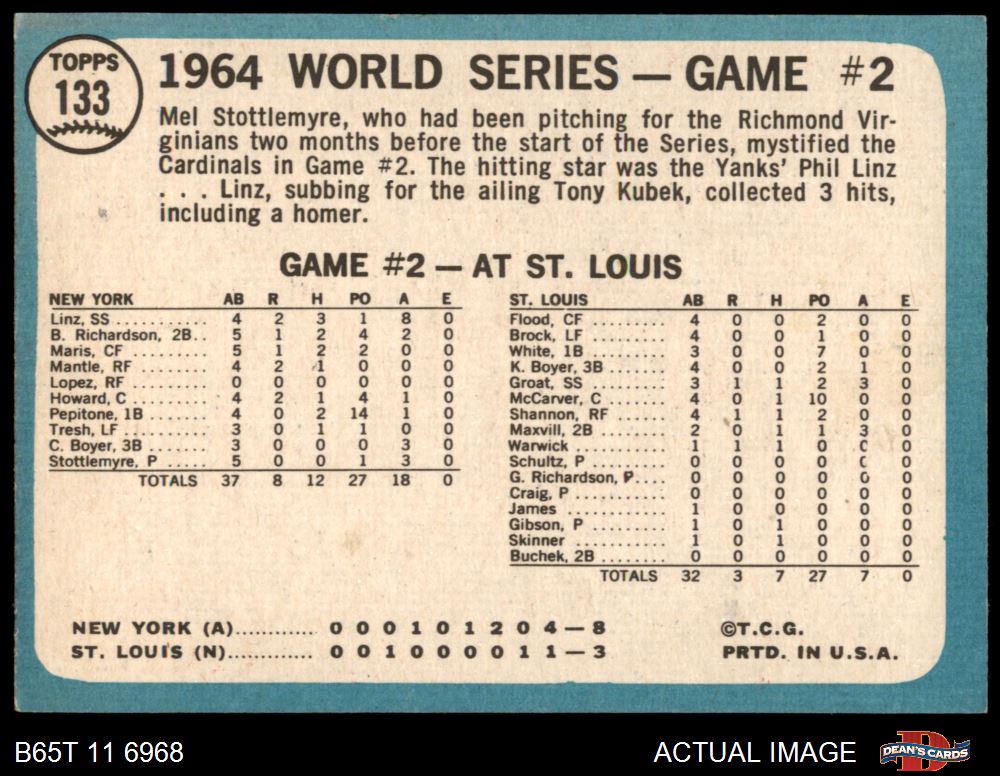 TOPPS
133
1964 WORLD SERIES — GAME #2
Mel Stottlemyre, who had been pitching for the Richmond Vir-
ginians two months before the start of the Series, mystified the
Cardinals in Game #2. The hitting star was the Yanks' Phil Linz
. . . Linz, subbing for the ailing Tony Kubek, collected 3 hits,
including a homer.
GAME #2 — AT ST. LOUIS
NEW YORK AB R H PO A E
Linz, SS ........... 4 2 3 1 8 0
B. Richardson, 2B.. 5 1 2 4 2 0
Maris, CF .......... 5 1 2 2 0 0
Mantle, RF ......... 4 2 1 0 0 0
Lopez, RF .......... 0 0 0 0 0 0
Howard, C .......... 4 2 1 4 1 0
Pepitone, 1B ....... 4 0 2 14 1 0
Tresh, LF .......... 3 0 1 1 0 0
C. Boyer, 3B ....... 3 0 0 0 3 0
Stottlemyre, P ..... 5 0 0 1 3 0
TOTALS 37 8 12 27 18 0
ST. LOUIS AB R H PO A E
Flood, CF .......... 4 0 0 2 0 0
Brock, LF .......... 4 0 0 1 0 0
White, 1B .......... 3 0 0 7 0 0
K. Boyer, 3B ....... 4 0 0 2 1 0
Groat, SS .......... 3 1 1 2 3 0
McCarver, C ........ 4 0 1 10 0 0
Shannon, RF ........ 4 1 1 2 0 0
Maxvill, 2B ........ 2 0 1 1 3 0
Warwick ............ 1 1 1 0 0 0
Schultz, P ......... 0 0 0 0 0 0
G. Richardson, P.... 0 0 0 0 0 0
Craig, P ........... 0 0 0 0 0 0
James .............. 1 0 0 0 0 0
Gibson, P .......... 1 0 1 0 0 0
Skinner ............ 1 0 1 0 0 0
Buchek, 2B ......... 0 0 0 0 0 0
TOTALS 32 3 7 27 7 0
NEW YORK (A)............ 0 0 0 1 0 1 2 0 4 — 8
ST. LOUIS (N)............. 0 0 1 0 0 0 0 1 1 — 3
©T.C.G.
PRTD. IN U.S.A.
B65T 11 6968
ACTUAL IMAGE
DEAN'S CARDS